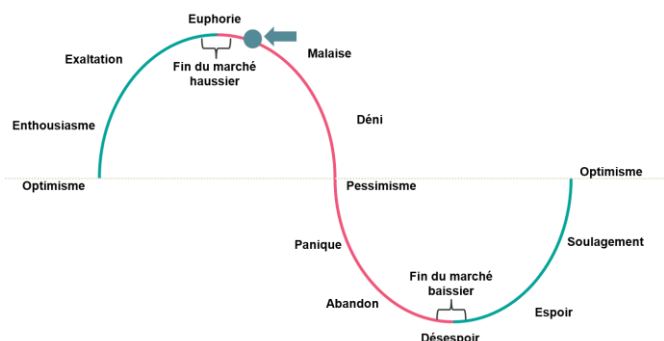 Euphorie
Exaltation
Malaise
Fin du marché
haussier
Enthousiasme
Déni
Optimisme
Pessimisme
Optimisme
Panique
Soulagement
Fin du marché
baissier
Abandon
Espoir
Désespoir